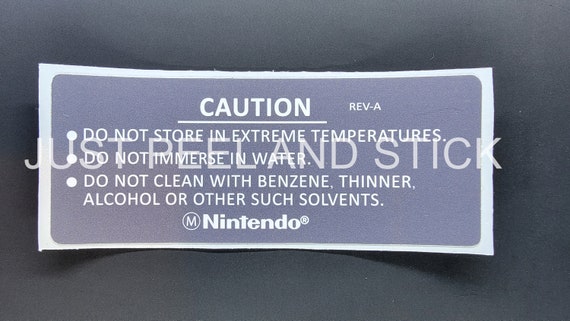 CAUTION REV-A
● DO NOT STORE IN EXTREME TEMPERATURES.
JUST PEEL AND STICK
● DO NOT IMMERSE IN WATER.
● DO NOT CLEAN WITH BENZENE, THINNER,
ALCOHOL OR OTHER SUCH SOLVENTS.
Ⓜ Nintendo®